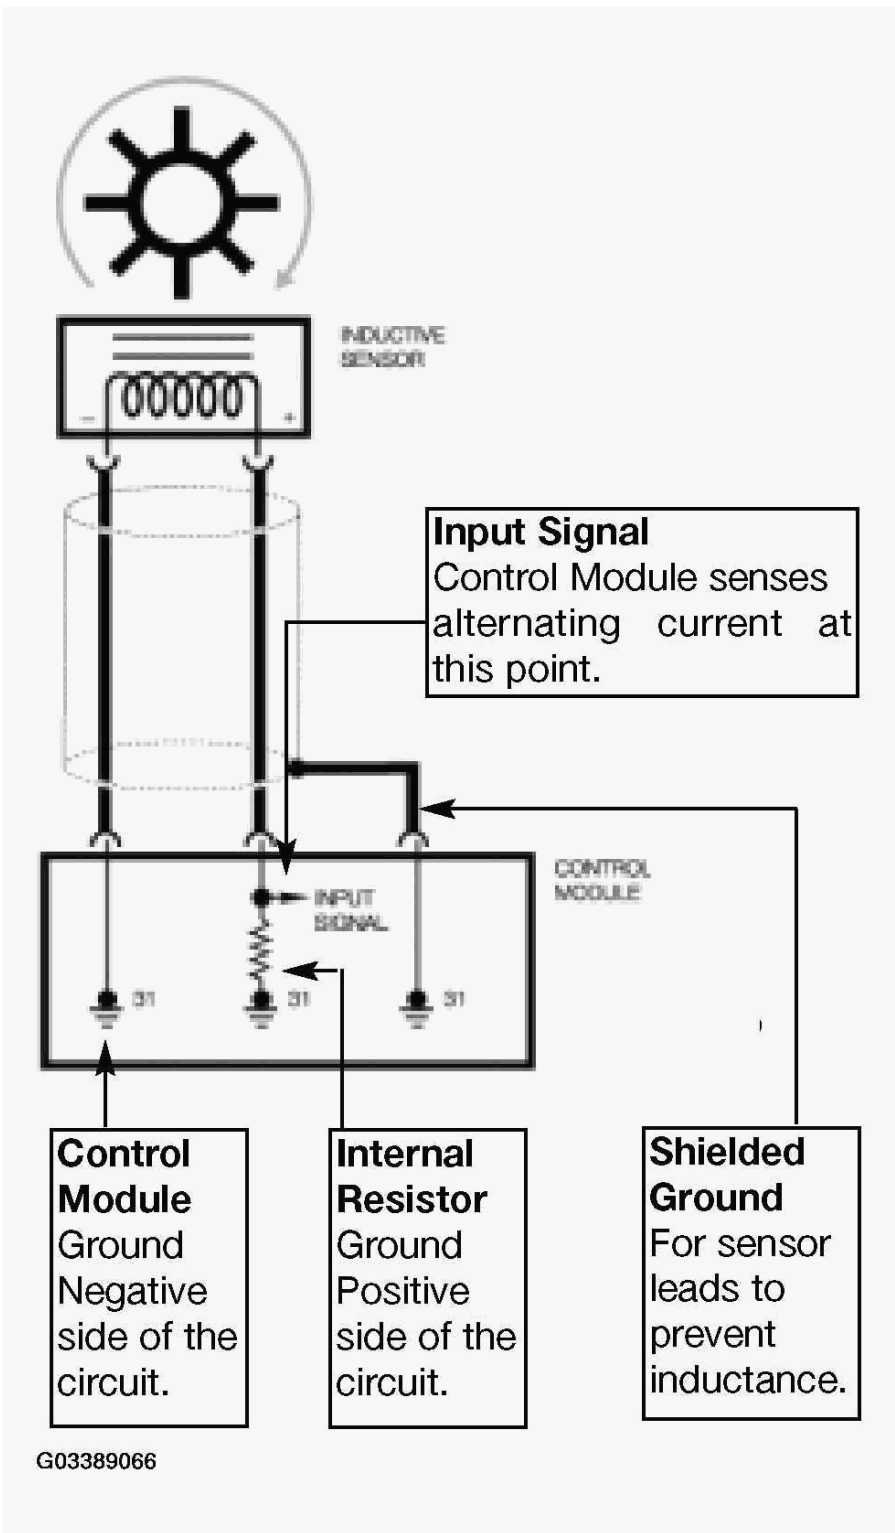 INDUCTIVE
SENSOR
–
+
Input Signal
Control Module senses
alternating current at
this point.
CONTROL
MODULE
INPUT
SIGNAL
31
31
31
Control
Module
Ground
Negative
side of the
circuit.
Internal
Resistor
Ground
Positive
side of the
circuit.
Shielded
Ground
For sensor
leads to
prevent
inductance.
G03389066